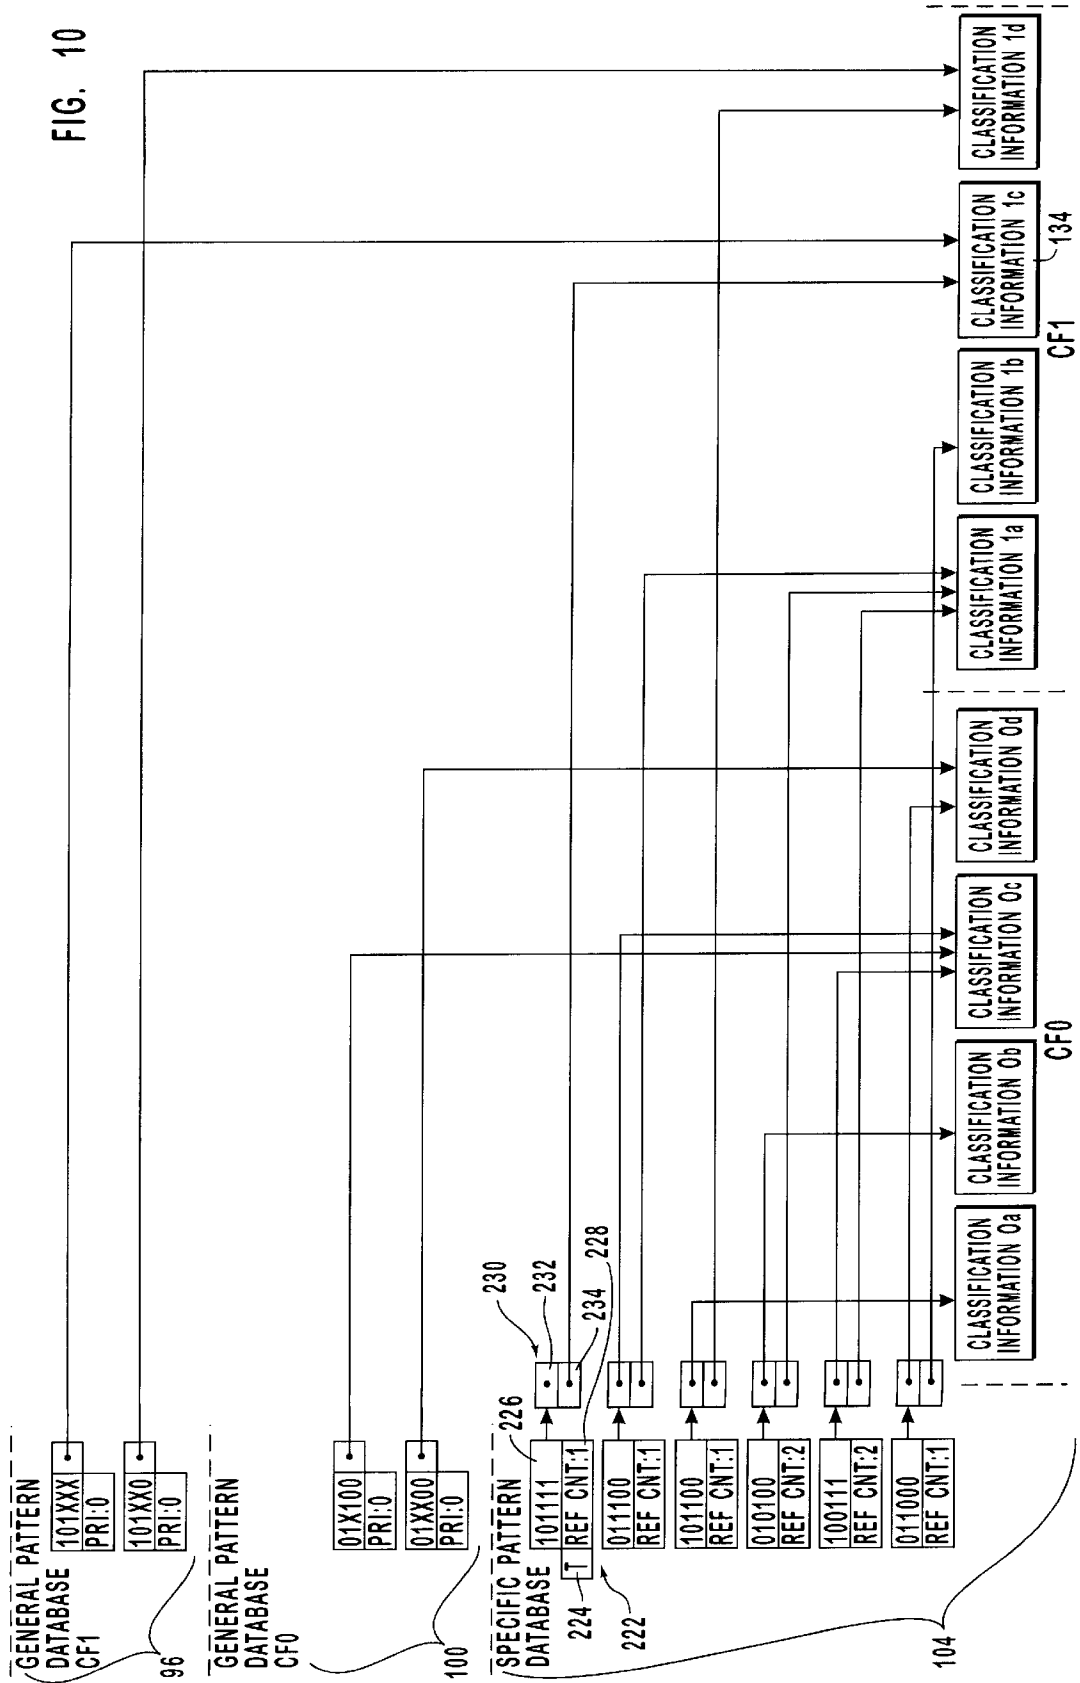 FIG. 10
GENERAL PATTERN
DATABASE
CF1
96
101XXX
PRI:0
101XX0
PRI:0
GENERAL PATTERN
DATABASE
CF0
100
01X100
PRI:0
01XX00
PRI:0
SPECIFIC PATTERN
DATABASE
104
222
224
T
226
101111
REF CNT:1
228
230
232
234
011100
REF CNT:1
101100
REF CNT:1
010100
REF CNT:2
100111
REF CNT:2
011000
REF CNT:1
CLASSIFICATION
INFORMATION 0a
CLASSIFICATION
INFORMATION 0b
CLASSIFICATION
INFORMATION 0c
CLASSIFICATION
INFORMATION 0d
CF0
CLASSIFICATION
INFORMATION 1a
CLASSIFICATION
INFORMATION 1b
CLASSIFICATION
INFORMATION 1c
CLASSIFICATION
INFORMATION 1d
134
CF1